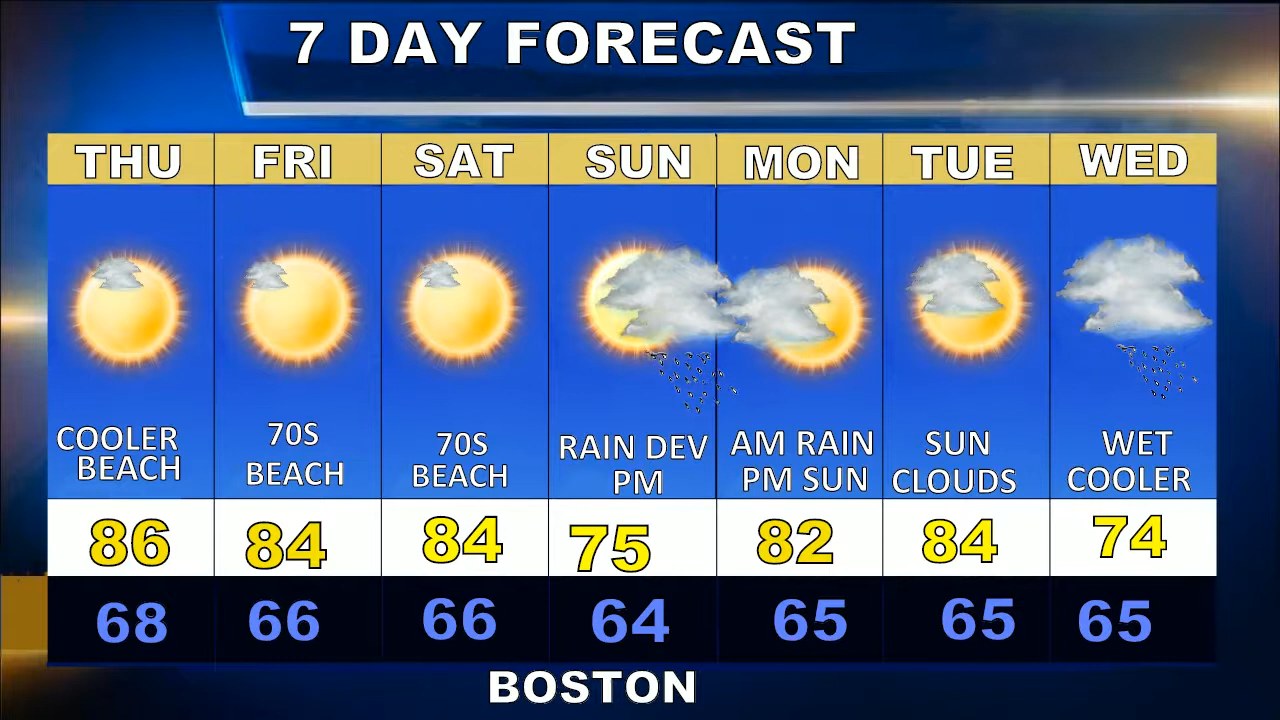 7 DAY FORECAST
THU FRI SAT SUN MON TUE WED
COOLER
BEACH
70S
BEACH
70S
BEACH
RAIN DEV
PM
AM RAIN
PM SUN
SUN
CLOUDS
WET
COOLER
86 84 84 75 82 84 74
68 66 66 64 65 65 65
BOSTON